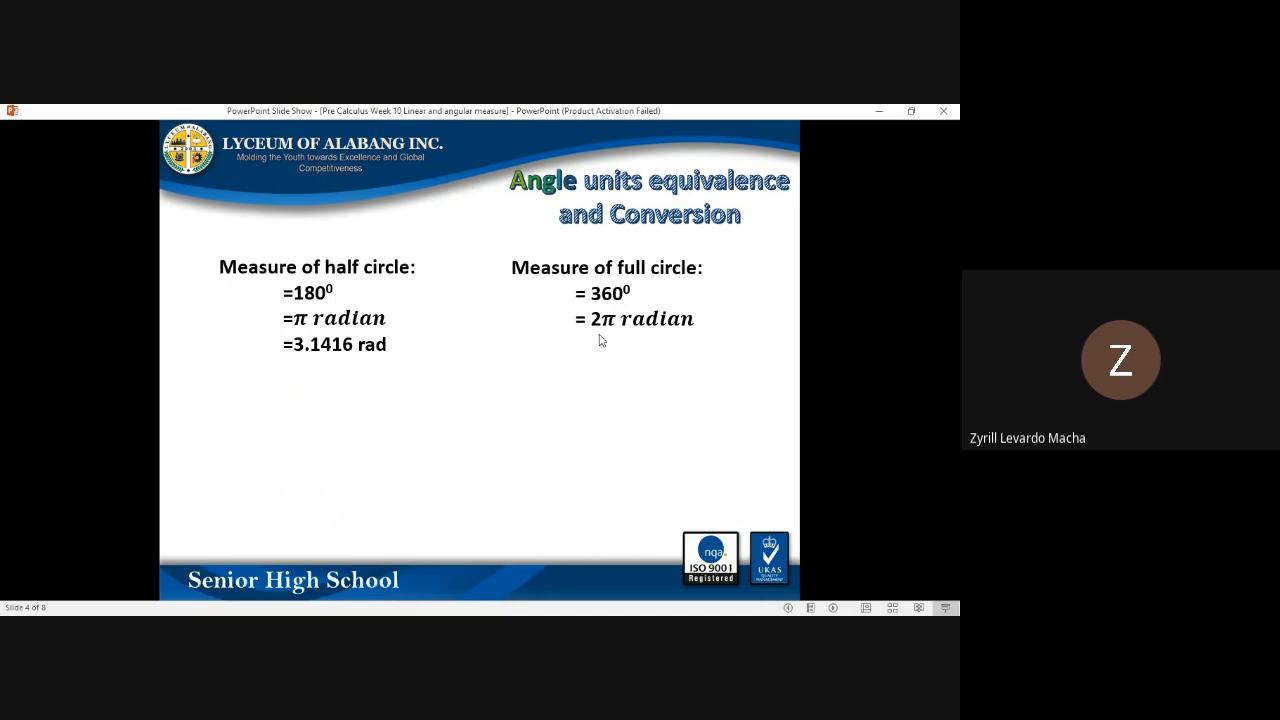 PowerPoint Slide Show - [Pre Calculus Week 10 Linear and angular measure] - PowerPoint (Product Activation Failed)
LYCEUM OF ALABANG INC.
Molding the Youth towards Excellence and Global
Competitiveness
Angle units equivalence
and Conversion
Measure of half circle:
=180⁰
=π radian
=3.1416 rad
Measure of full circle:
= 360⁰
= 2π radian
Z
Zyrill Levardo Macha
nqa.
ISO 9001
Registered
UKAS
QUALITY
MANAGEMENT
Senior High School
Slide 4 of 8